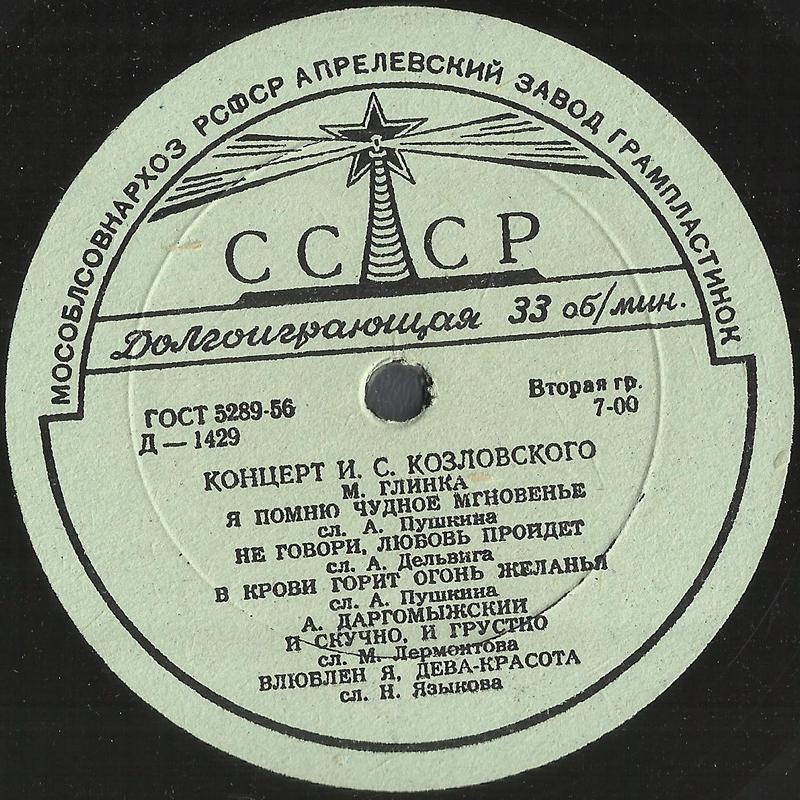 МОСОБЛСОВНАРХОЗ РСФСР АПРЕЛЕВСКИЙ ЗАВОД ГРАМПЛАСТИНОК
СССР
Долгоиграющая 33 об/мин.
ГОСТ 5289-56
Д — 1429
Вторая гр.
7-00
КОНЦЕРТ И. С. КОЗЛОВСКОГО
М. ГЛИНКА
Я ПОМНЮ ЧУДНОЕ МГНОВЕНЬЕ
сл. А. Пушкина
НЕ ГОВОРИ, ЛЮБОВЬ ПРОЙДЕТ
сл. А. Дельвига
В КРОВИ ГОРИТ ОГОНЬ ЖЕЛАНЬЯ
сл. А. Пушкина
А. ДАРГОМЫЖСКИЙ
И СКУЧНО, И ГРУСТНО
сл. М. Лермонтова
ВЛЮБЛЕН Я, ДЕВА-КРАСОТА
сл. Н. Языкова